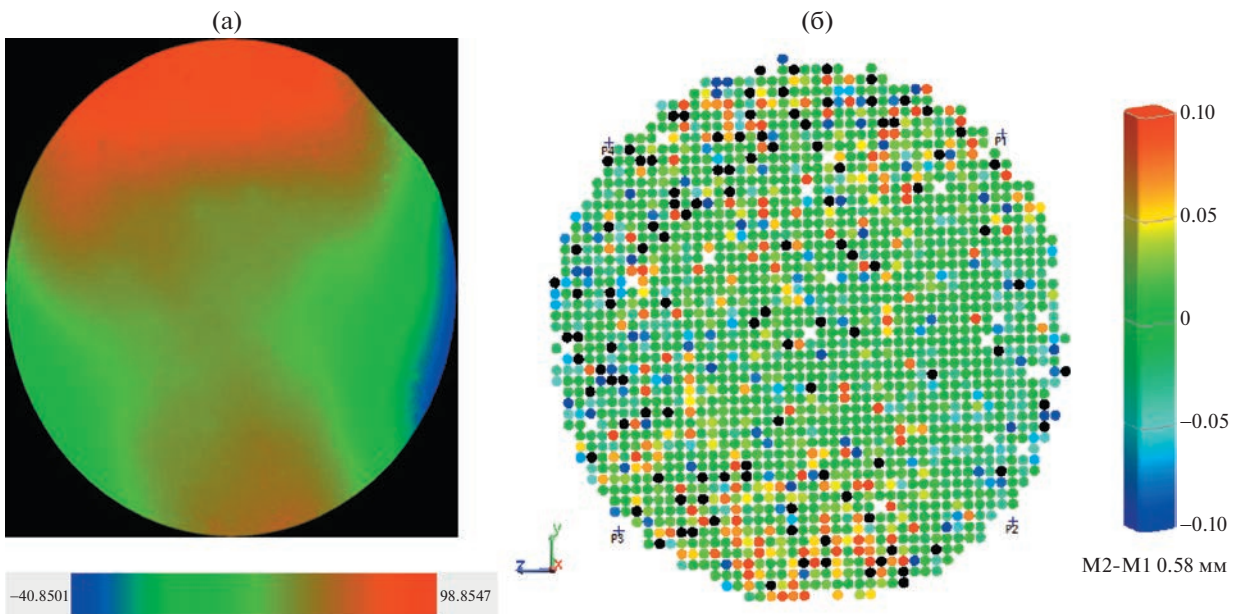 (а)
(б)
P4
P1
P3
P2
y
z
x
0.10
0.05
0
–0.05
–0.10
M2-M1 0.58 мм
–40.8501
98.8547